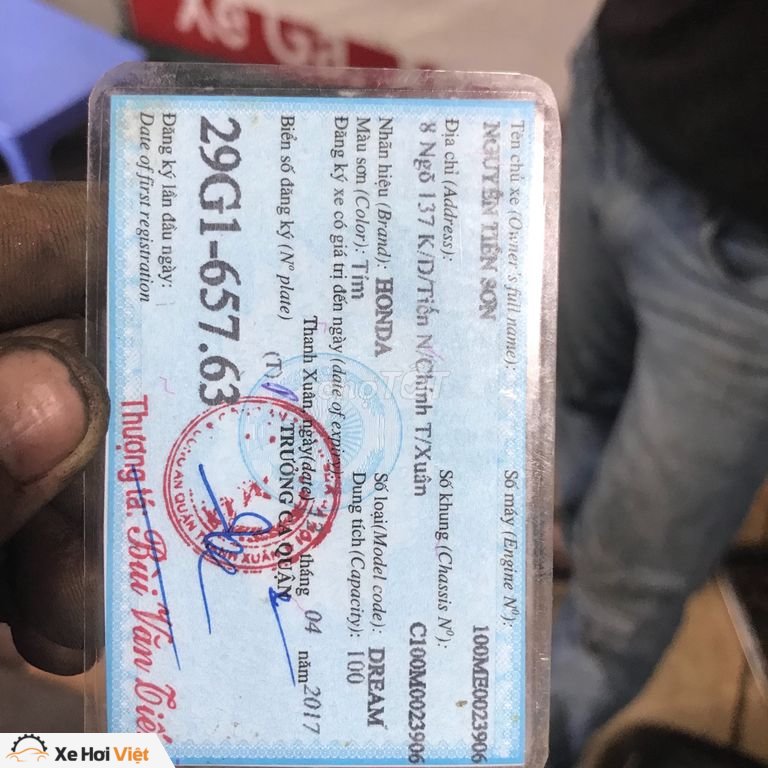 Tên chủ xe (Owner's full name):
NGUYỄN TIẾN SƠN
Số máy (Engine Nº):
100ME0023906
Địa chỉ (Address):
8 Ngõ 137 K/D/Tiến N/Chính T/Xuân
Số khung (Chassis Nº):
C100M0023906
Nhãn hiệu (Brand): HONDA
Số loại(Model code): DREAM
Màu sơn (Color): Tím
Dung tích (Capacity): 100
Đăng ký xe có giá trị đến ngày (date of expiry)
Thanh Xuân, ngày(date) tháng 04 năm 2017
Biển số đăng ký (Nº plate)
(T) TRƯỞNG CA QUẬN
29G1-657.63
Đăng ký lần đầu ngày:
Date of first registration
Thượng tá Bùi Văn
choTOT
Xe Hơi Việt